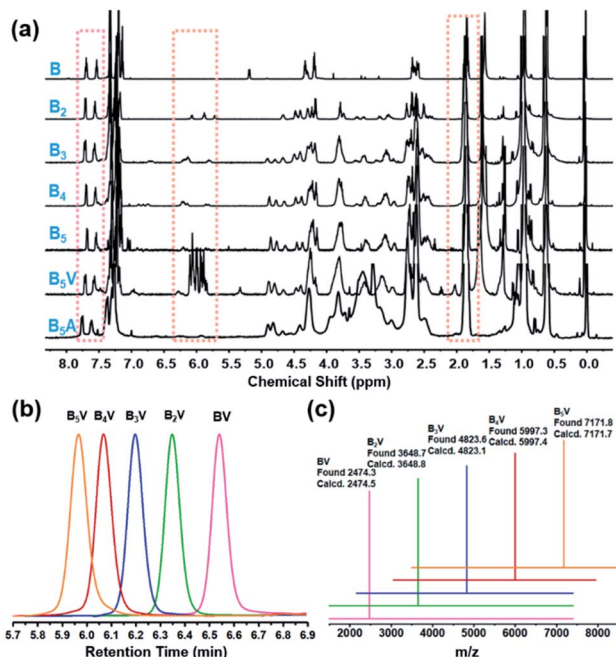 (a)
B
B2
B3
B4
B5
B5V
B5A
8.0 7.5 7.0 6.5 6.0 5.5 5.0 4.5 4.0 3.5 3.0 2.5 2.0 1.5 1.0 0.5 0.0
Chemical Shift (ppm)
(b)
B5V B4V B3V B2V BV
5.7 5.8 5.9 6.0 6.1 6.2 6.3 6.4 6.5 6.6 6.7 6.8 6.9
Retention Time (min)
(c)
BV
Found 2474.3
Calcd. 2474.5
B2V
Found 3648.7
Calcd. 3648.8
B3V
Found 4823.6
Calcd. 4823.1
B4V
Found 5997.3
Calcd. 5997.4
B5V
Found 7171.8
Calcd. 7171.7
2000 3000 4000 5000 6000 7000 8000
m/z